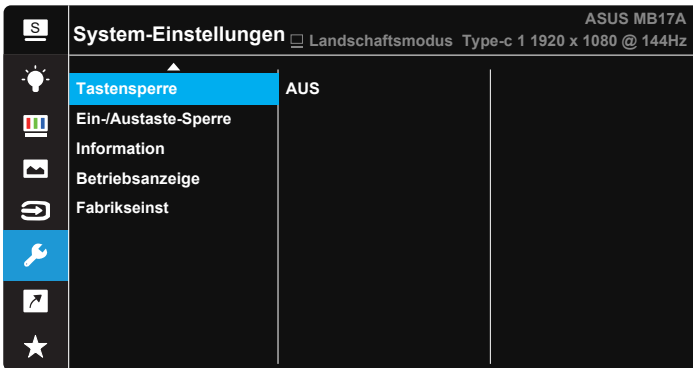 S
ASUS MB17A
System-Einstellungen
Landschaftsmodus Type-c 1 1920 x 1080 @ 144Hz
Tastensperre AUS
Ein-/Austaste-Sperre
Information
Betriebsanzeige
Fabrikseinst